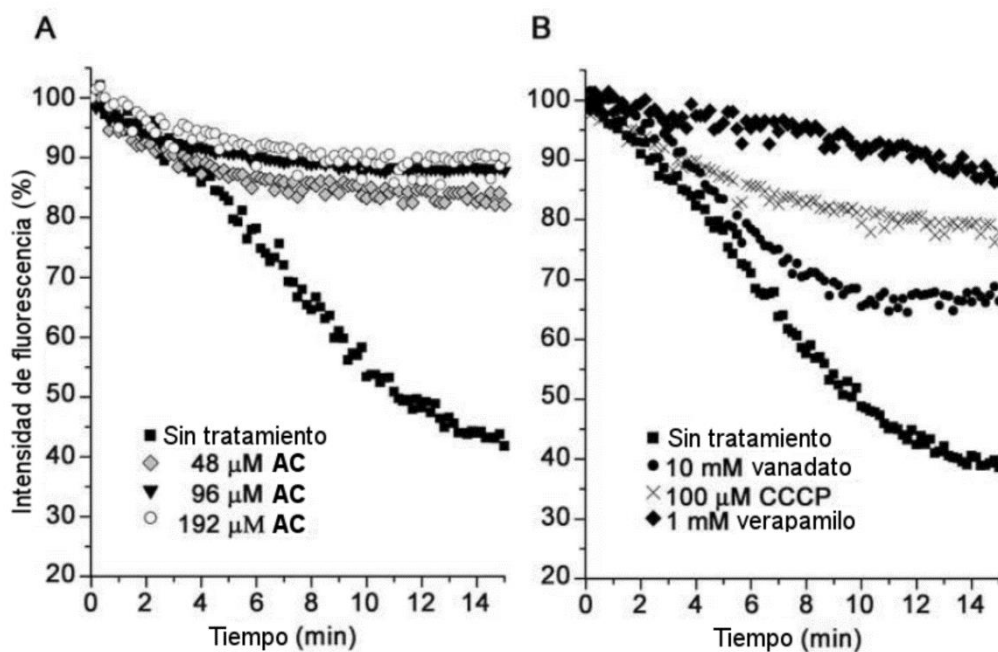 A
Intensidad de fluorescencia (%)
100
90
80
70
60
50
40
30
20
Sin tratamiento
48 μM AC
96 μM AC
192 μM AC
0 2 4 6 8 10 12 14
Tiempo (min)
B
100
90
80
70
60
50
40
30
20
Sin tratamiento
10 mM vanadato
100 μM CCCP
1 mM verapamilo
0 2 4 6 8 10 12 14
Tiempo (min)